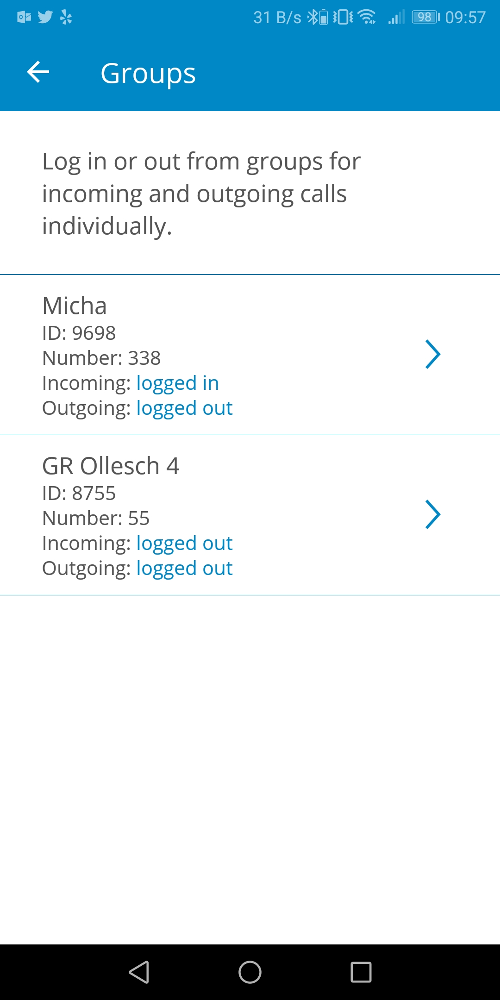 31 B/s 98 09:57
Groups
Log in or out from groups for
incoming and outgoing calls
individually.
Micha
ID: 9698
Number: 338
Incoming: logged in
Outgoing: logged out
GR Ollesch 4
ID: 8755
Number: 55
Incoming: logged out
Outgoing: logged out